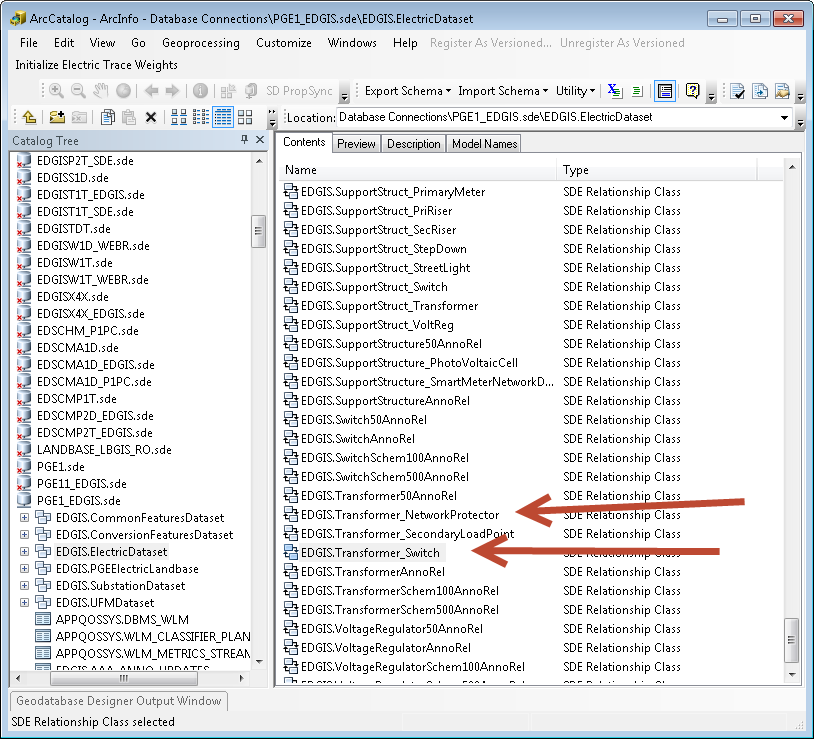 ArcCatalog - ArcInfo - Database Connections\PGE1_EDGIS.sde\EDGIS.ElectricDataset
File Edit View Go Geoprocessing Customize Windows Help Register As Versioned... Unregister As Versioned
Initialize Electric Trace Weights
SD PropSync Export Schema Import Schema Utility
Location: Database Connections\PGE1_EDGIS.sde\EDGIS.ElectricDataset
Catalog Tree
EDGISP2T_SDE.sde
EDGISS1D.sde
EDGIST1T_EDGIS.sde
EDGIST1T_SDE.sde
EDGISTDT.sde
EDGISW1D_WEBR.sde
EDGISW1T.sde
EDGISW1T_WEBR.sde
EDGISX4X.sde
EDGISX4X_EDGIS.sde
EDSCHM_P1PC.sde
EDSCMA1D.sde
EDSCMA1D_EDGIS.sde
EDSCMA1D_P1PC.sde
EDSCMP1T.sde
EDSCMP2D_EDGIS.sde
EDSCMP2T_EDGIS.sde
LANDBASE_LBGIS_RO.sde
PGE1.sde
PGE11_EDGIS.sde
PGE1_EDGIS.sde
EDGIS.CommonFeaturesDataset
EDGIS.ConversionFeaturesDataset
EDGIS.ElectricDataset
EDGIS.PGEElectricLandbase
EDGIS.SubstationDataset
EDGIS.UFMDataset
APPQOSSYS.DBMS_WLM
APPQOSSYS.WLM_CLASSIFIER_PLAN
APPQOSSYS.WLM_METRICS_STREAM
EDGIS.AAA_ANNO_UPDATES
Contents Preview Description Model Names
Name Type
EDGIS.SupportStruct_PrimaryMeter SDE Relationship Class
EDGIS.SupportStruct_PriRiser SDE Relationship Class
EDGIS.SupportStruct_SecRiser SDE Relationship Class
EDGIS.SupportStruct_StepDown SDE Relationship Class
EDGIS.SupportStruct_StreetLight SDE Relationship Class
EDGIS.SupportStruct_Switch SDE Relationship Class
EDGIS.SupportStruct_Transformer SDE Relationship Class
EDGIS.SupportStruct_VoltReg SDE Relationship Class
EDGIS.SupportStructure50AnnoRel SDE Relationship Class
EDGIS.SupportStructure_PhotoVoltaicCell SDE Relationship Class
EDGIS.SupportStructure_SmartMeterNetworkD... SDE Relationship Class
EDGIS.SupportStructureAnnoRel SDE Relationship Class
EDGIS.Switch50AnnoRel SDE Relationship Class
EDGIS.SwitchAnnoRel SDE Relationship Class
EDGIS.SwitchSchem100AnnoRel SDE Relationship Class
EDGIS.SwitchSchem500AnnoRel SDE Relationship Class
EDGIS.Transformer50AnnoRel SDE Relationship Class
EDGIS.Transformer_NetworkProtector SDE Relationship Class
EDGIS.Transformer_SecondaryLoadPoint SDE Relationship Class
EDGIS.Transformer_Switch SDE Relationship Class
EDGIS.TransformerAnnoRel SDE Relationship Class
EDGIS.TransformerSchem100AnnoRel SDE Relationship Class
EDGIS.TransformerSchem500AnnoRel SDE Relationship Class
EDGIS.VoltageRegulator50AnnoRel SDE Relationship Class
EDGIS.VoltageRegulatorAnnoRel SDE Relationship Class
EDGIS.VoltageRegulatorSchem100AnnoRel SDE Relationship Class
EDGIS.VoltageRegulatorSchem500AnnoRel SDE Relationship Class
Geodatabase Designer Output Window
SDE Relationship Class selected